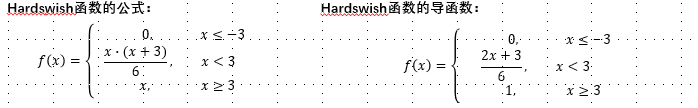 Hardswish函数的公式：
f(x) = { 0, x ≤ −3
x · (x + 3) / 6, x < 3
x, x ≥ 3
Hardswish函数的导函数：
f(x) = { 0, x ≤ −3
2x + 3 / 6, x < 3
1, x ≥ 3